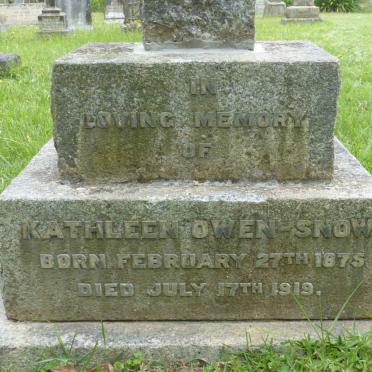 IN
LOVING MEMORY
OF
KATHLEEN OWEN-SNOW
BORN FEBRUARY 27TH 1875
DIED JULY 17TH 1919.